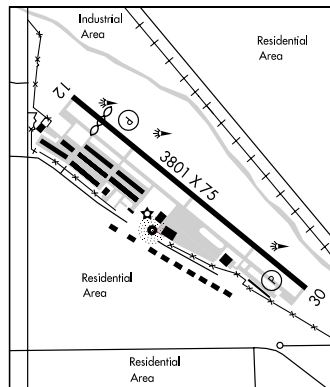 Industrial
Area
Residential
Area
12
P
3801 X 75
P
30
Residential
Area
Residential
Area